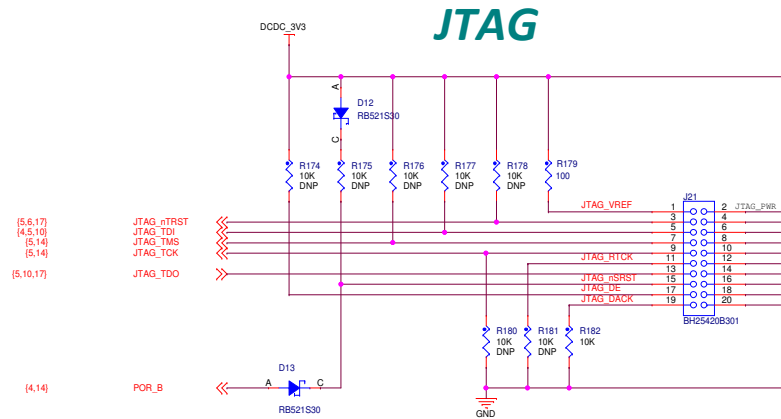 JTAG
DCDC_3V3
A
D12
RB521S30
C
R174
10K
DNP
R175
10K
DNP
R176
10K
DNP
R177
10K
DNP
R178
10K
DNP
R179
100
J21
{5,6,17} JTAG_nTRST
{4,5,10} JTAG_TDI
{5,14} JTAG_TMS
{5,14} JTAG_TCK
{5,10,17} JTAG_TDO
JTAG_VREF 1 2 JTAG_PWR
3 4
5 6
7 8
9 10
JTAG_RTCK 11 12
13 14
JTAG_nSRST 15 16
JTAG_DE 17 18
JTAG_DACK 19 20
BH25420B301
R180
10K
DNP
R181
10K
DNP
R182
10K
D13
{4,14} POR_B A C
RB521S30
GND